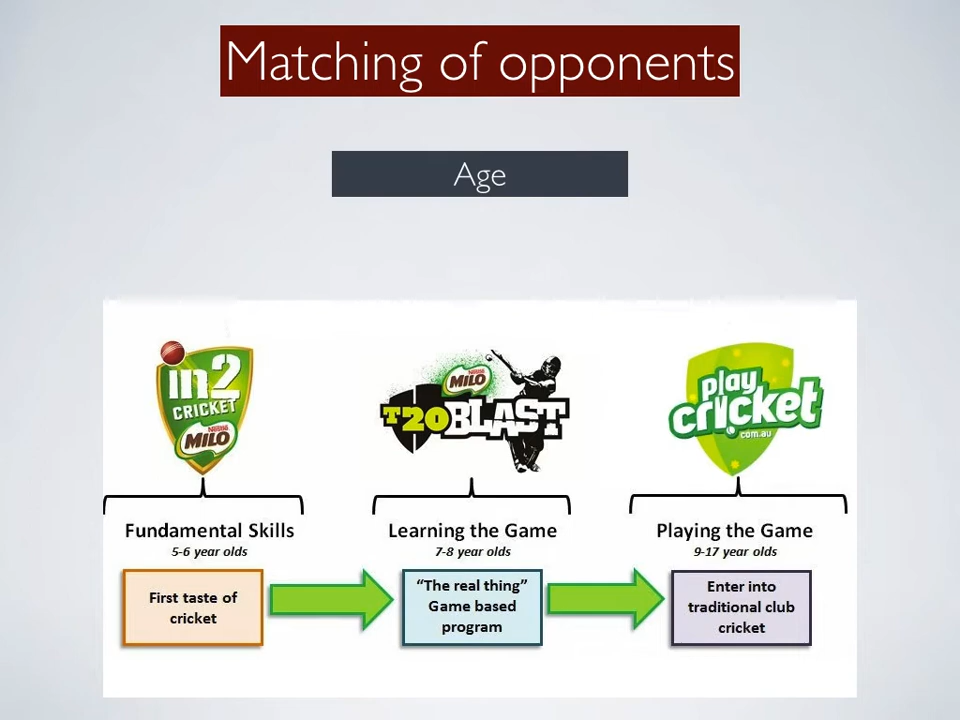 Matching of opponents
Age
in2
CRICKET
Nestlé
MILO
Nestlé
MILO
T20BLAST
play
cricket
.com.au
Fundamental Skills
5-6 year olds
First taste of
cricket
Learning the Game
7-8 year olds
“The real thing”
Game based
program
Playing the Game
9-17 year olds
Enter into
traditional club
cricket